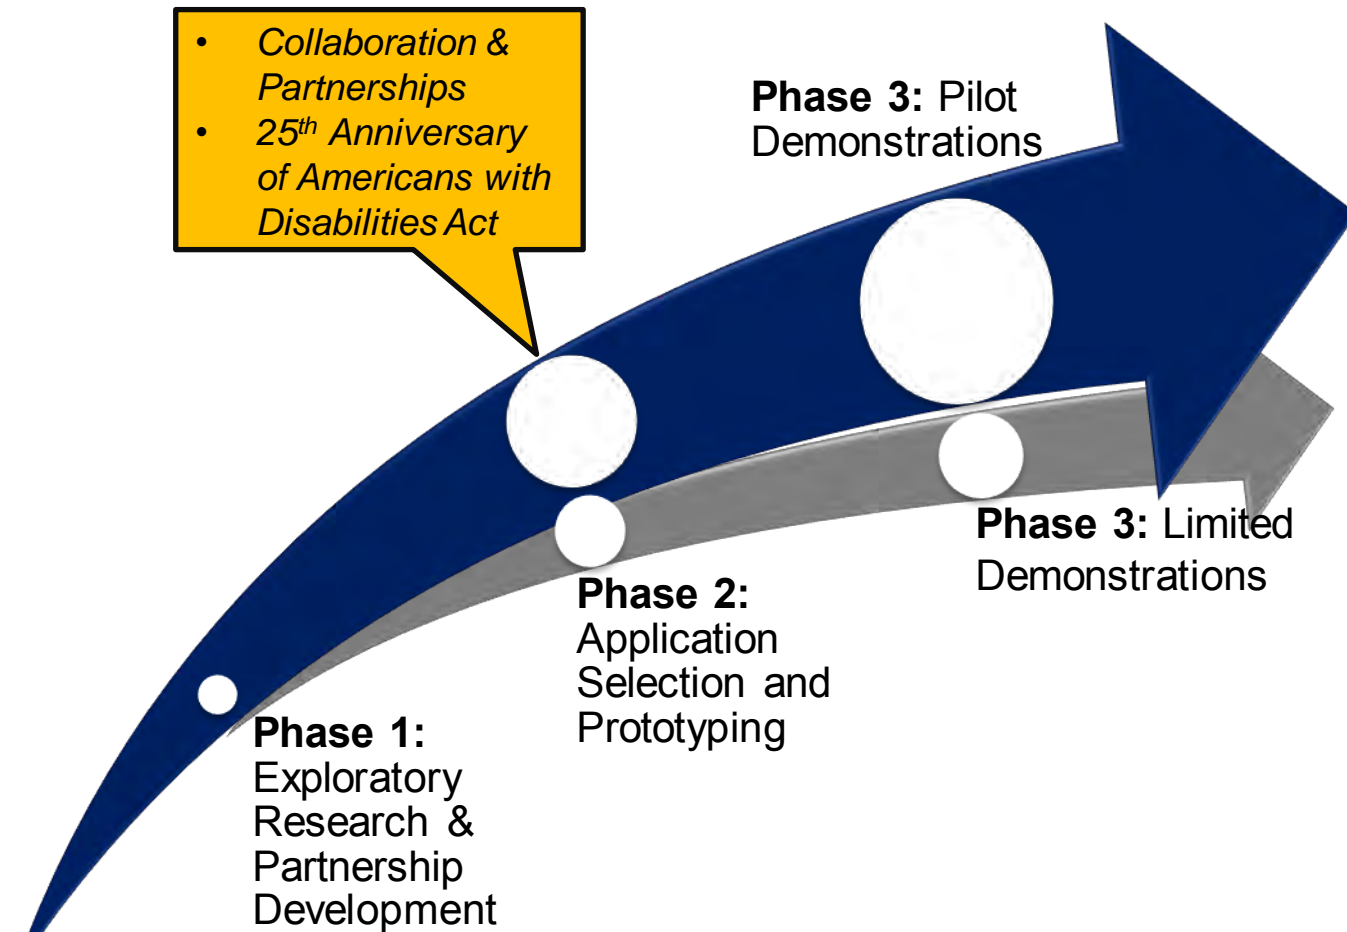 • Collaboration &
Partnerships
• 25th Anniversary
of Americans with
Disabilities Act
Phase 3: Pilot
Demonstrations
Phase 3: Limited
Demonstrations
Phase 2:
Application
Selection and
Prototyping
Phase 1:
Exploratory
Research &
Partnership
Development